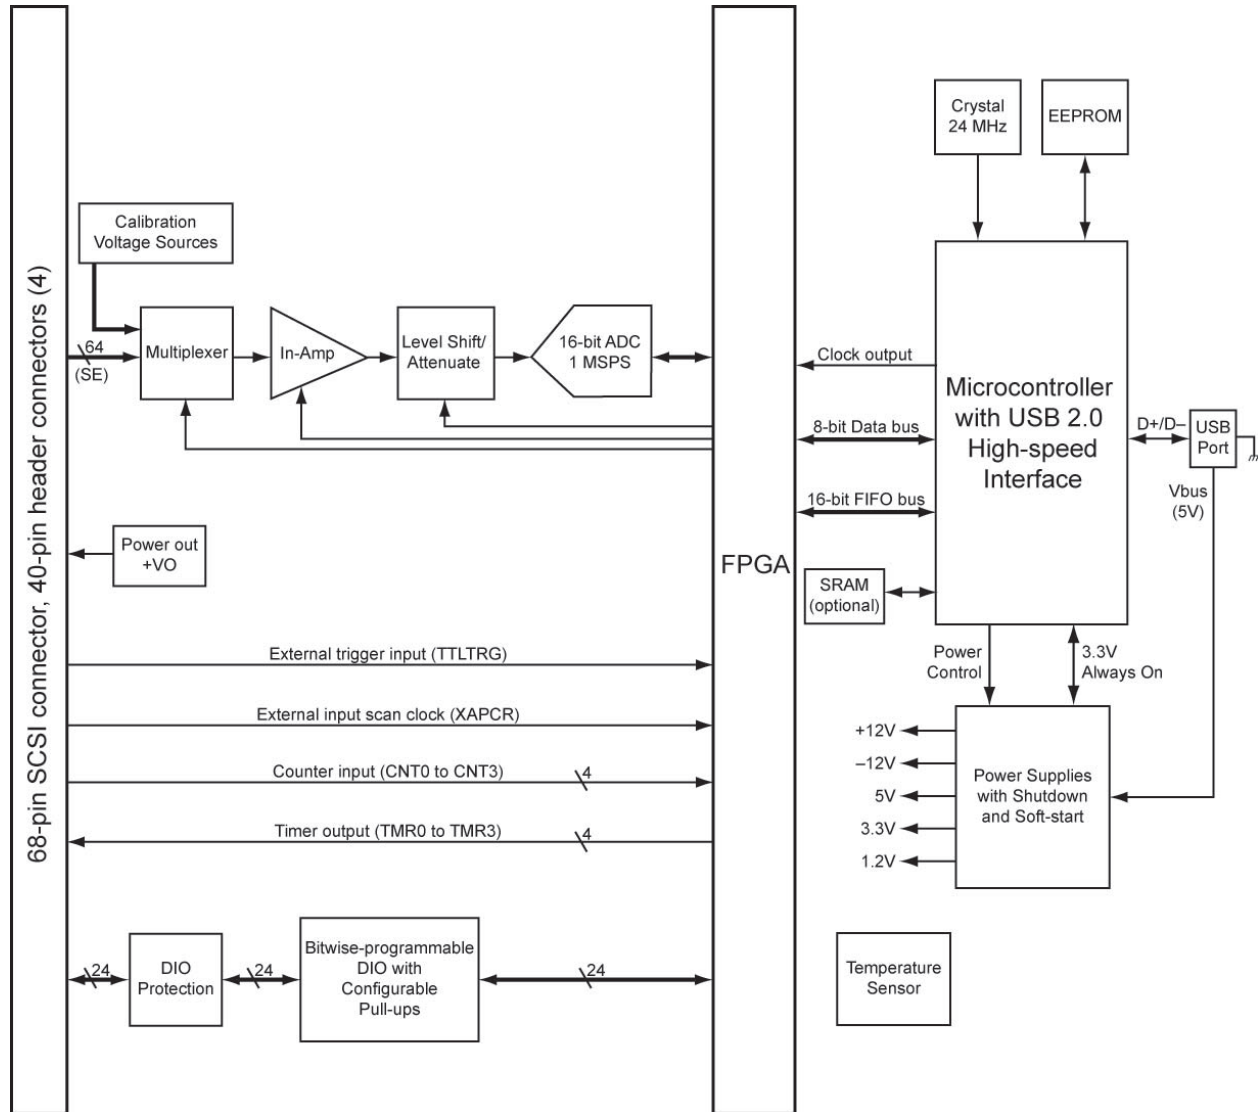 68-pin SCSI connector, 40-pin header connectors (4)
Calibration
Voltage Sources
64
(SE)
Multiplexer
In-Amp
Level Shift/
Attenuate
16-bit ADC
1 MSPS
Power out
+VO
External trigger input (TTLTRG)
External input scan clock (XAPCR)
Counter input (CNT0 to CNT3)
4
Timer output (TMR0 to TMR3)
4
24
DIO
Protection
24
Bitwise-programmable
DIO with
Configurable
Pull-ups
24
FPGA
Crystal
24 MHz
EEPROM
Clock output
8-bit Data bus
16-bit FIFO bus
Microcontroller
with USB 2.0
High-speed
Interface
D+/D–
USB
Port
Vbus
(5V)
SRAM
(optional)
Power
Control
3.3V
Always On
+12V
–12V
5V
3.3V
1.2V
Power Supplies
with Shutdown
and Soft-start
Temperature
Sensor